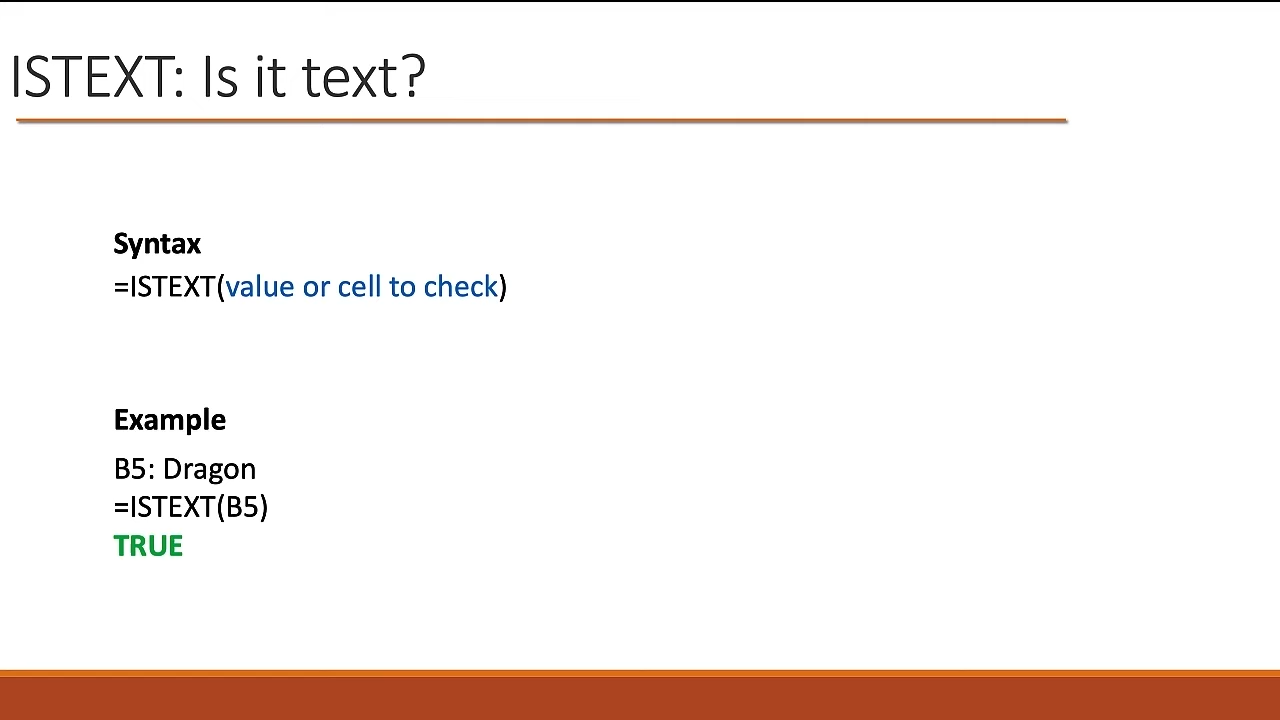 ISTEXT: Is it text?
Syntax
=ISTEXT(value or cell to check)
Example
B5: Dragon
=ISTEXT(B5)
TRUE